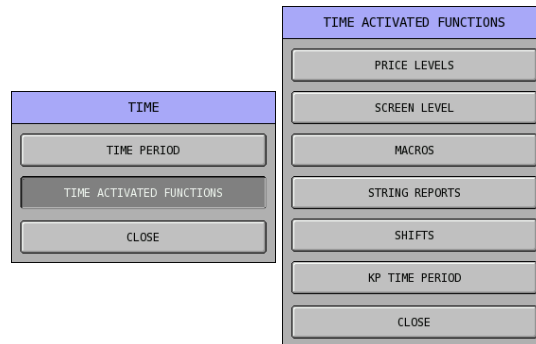 TIME
TIME PERIOD
TIME ACTIVATED FUNCTIONS
CLOSE
TIME ACTIVATED FUNCTIONS
PRICE LEVELS
SCREEN LEVEL
MACROS
STRING REPORTS
SHIFTS
KP TIME PERIOD
CLOSE